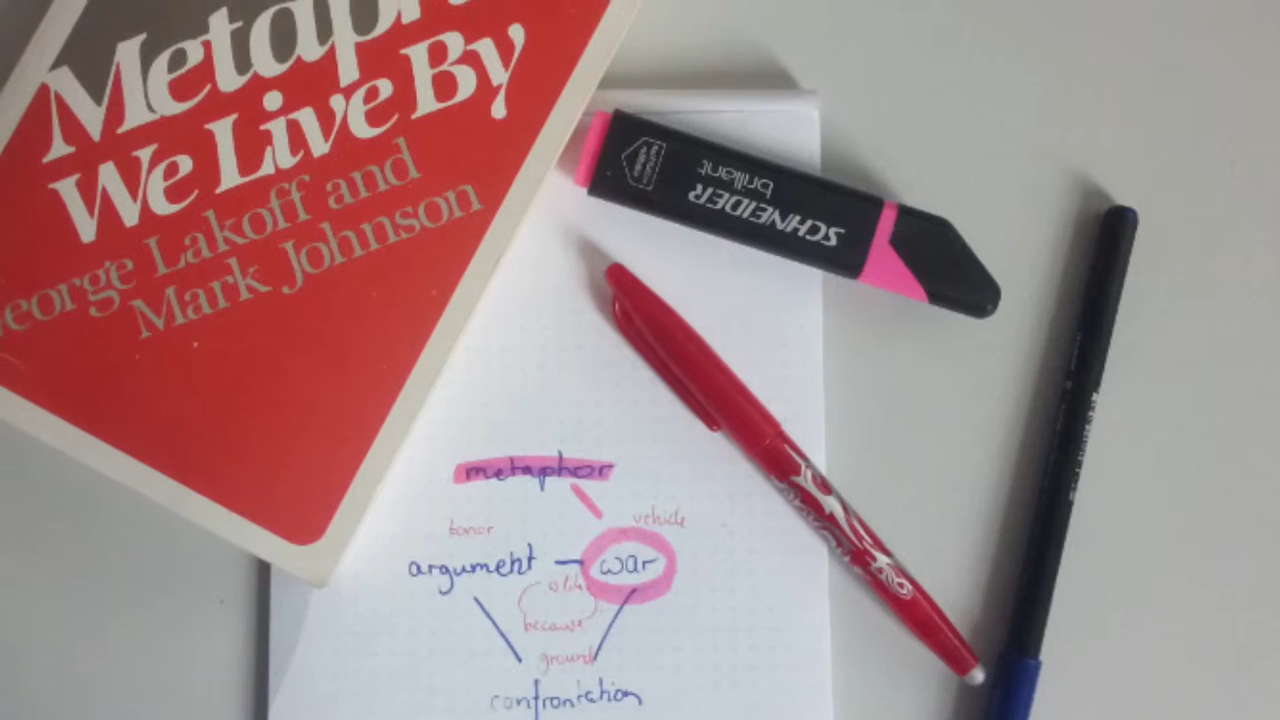 Metaph
We Live By
eorge Lakoff and
Mark Johnson
SCHNEIDER
brillant
metaphor
tenor
vehicle
argument
war
is like
because
ground
confrontation